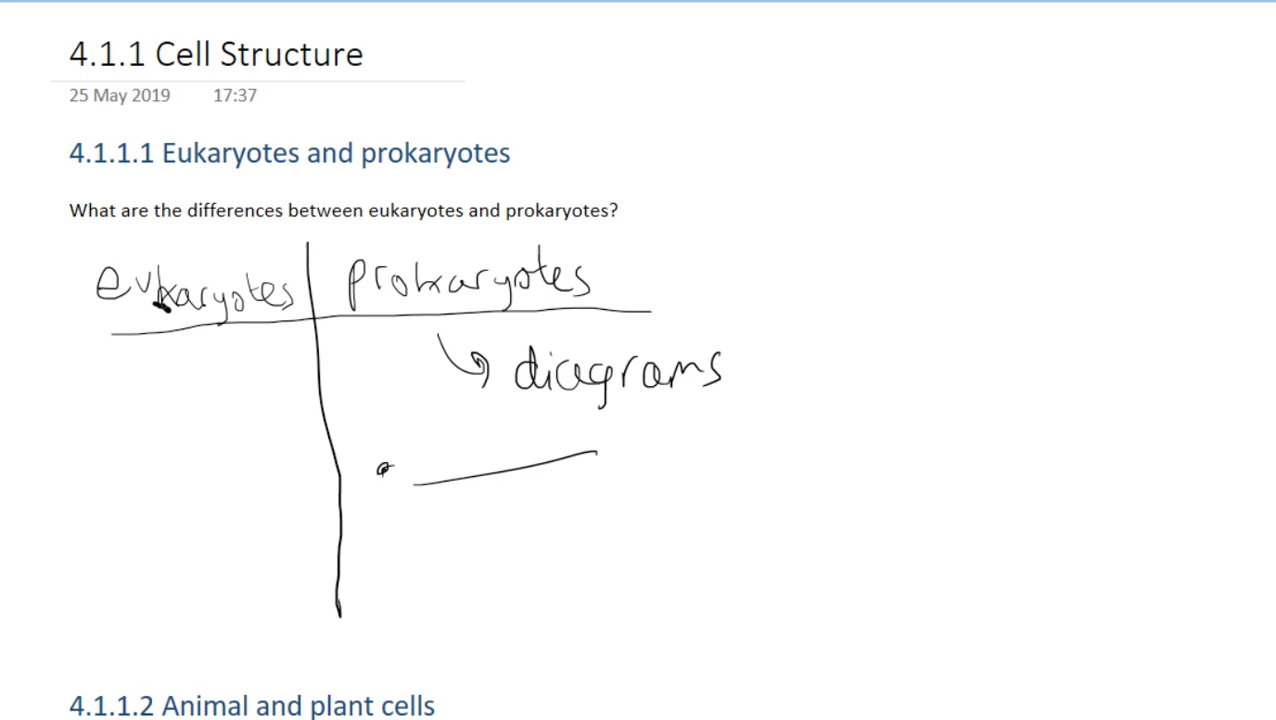 4.1.1 Cell Structure
25 May 2019 17:37
4.1.1.1 Eukaryotes and prokaryotes
What are the differences between eukaryotes and prokaryotes?
eukaryotes prokaryotes
diagrams
4.1.1.2 Animal and plant cells